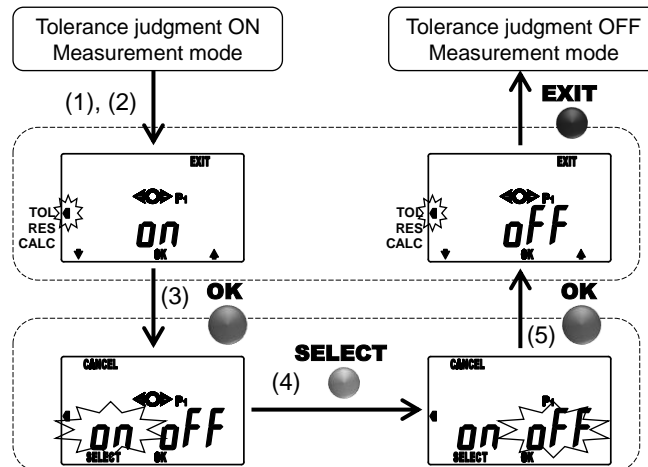 Tolerance judgment ON
Measurement mode
Tolerance judgment OFF
Measurement mode
(1), (2)
EXIT
EXIT
P1
TOL
RES
CALC
on
OK
EXIT
P1
TOL
RES
CALC
oFF
OK
(3)
OK
(5)
OK
CANCEL
P1
on oFF
SELECT
OK
SELECT
(4)
CANCEL
P1
on oFF
SELECT
OK